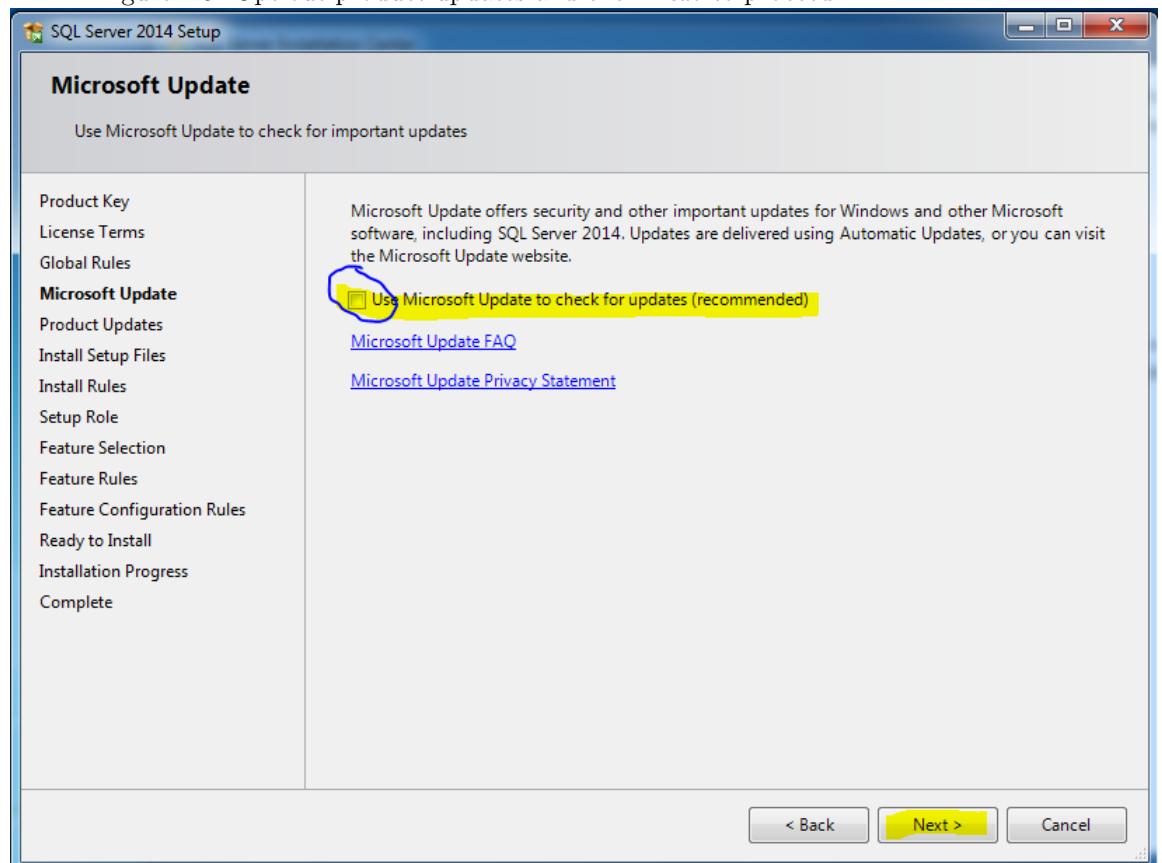 SQL Server 2014 Setup
Microsoft Update
Use Microsoft Update to check for important updates
Product Key
License Terms
Global Rules
Microsoft Update
Product Updates
Install Setup Files
Install Rules
Setup Role
Feature Selection
Feature Rules
Feature Configuration Rules
Ready to Install
Installation Progress
Complete
Microsoft Update offers security and other important updates for Windows and other Microsoft
software, including SQL Server 2014. Updates are delivered using Automatic Updates, or you can visit
the Microsoft Update website.
Use Microsoft Update to check for updates (recommended)
Microsoft Update FAQ
Microsoft Update Privacy Statement
< Back
Next >
Cancel